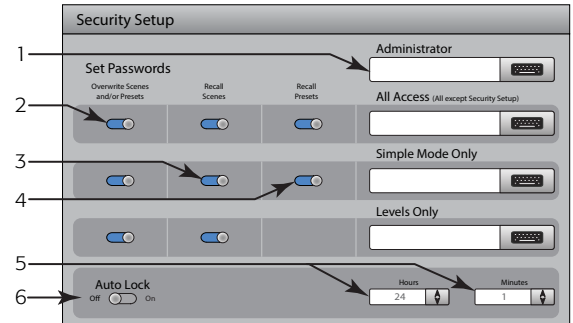 Security Setup
1
Administrator
Set Passwords
Overwrite Scenes
and/or Presets
Recall
Scenes
Recall
Presets
All Access (All except Security Setup)
2
Simple Mode Only
3
4
Levels Only
5
Auto Lock
Off On
Hours
24
Minutes
1
6